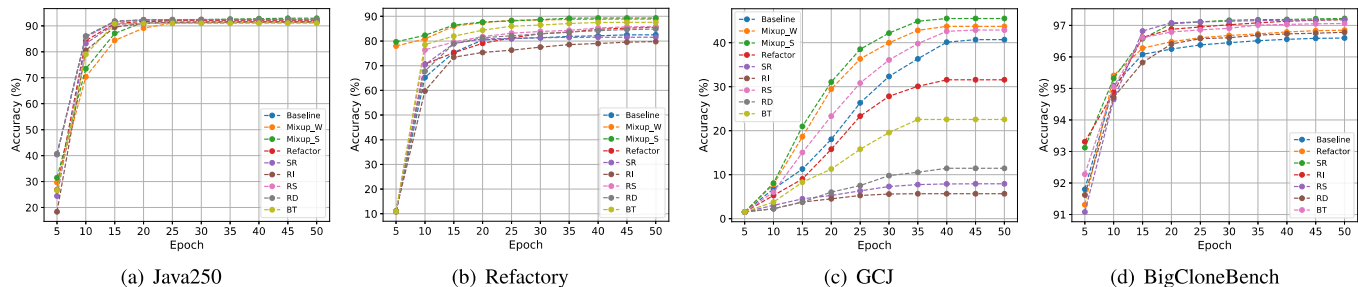 90
80
70
60
50
40
30
20
Accuracy (%)
5 10 15 20 25 30 35 40 45 50
Epoch
Baseline
Mixup_W
Mixup_S
Refactor
SR
RI
RS
RD
BT
(a) Java250
90
80
70
60
50
40
30
20
10
Accuracy (%)
5 10 15 20 25 30 35 40 45 50
Epoch
Baseline
Mixup_W
Mixup_S
Refactor
SR
RI
RS
RD
BT
(b) Refactory
40
30
20
10
0
Accuracy (%)
5 10 15 20 25 30 35 40 45 50
Epoch
Baseline
Mixup_W
Mixup_S
Refactor
SR
RI
RS
RD
BT
(c) GCJ
97
96
95
94
93
92
91
Accuracy (%)
5 10 15 20 25 30 35 40 45 50
Epoch
Baseline
Refactor
SR
RI
RS
RD
BT
(d) BigCloneBench